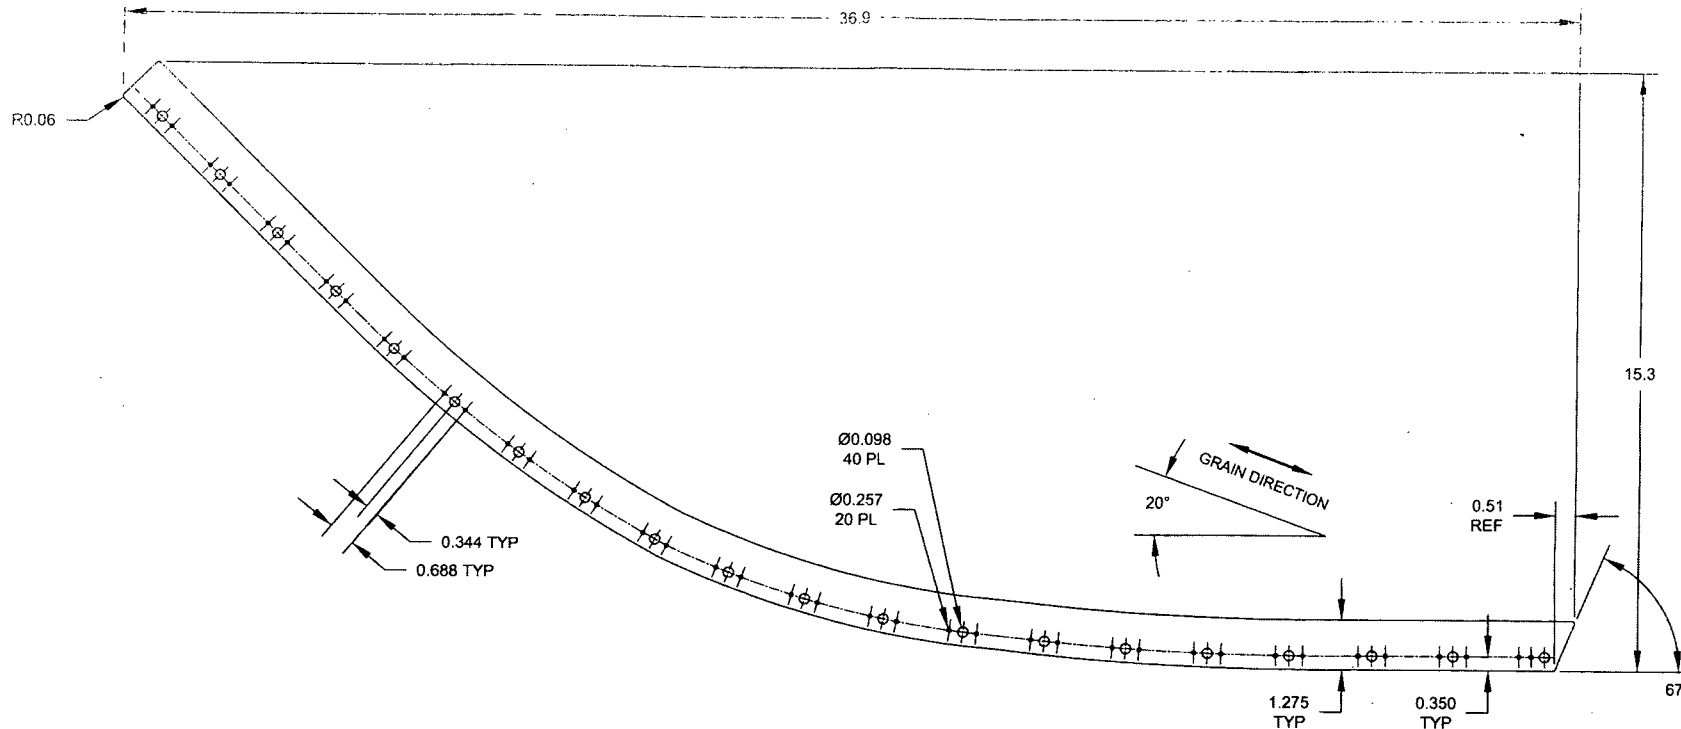 36.9
R0.06
15.3
Ø0.098
40 PL
GRAIN DIRECTION
20°
Ø0.257
20 PL
0.51
REF
0.344 TYP
0.688 TYP
1.275
TYP
0.350
TYP
67